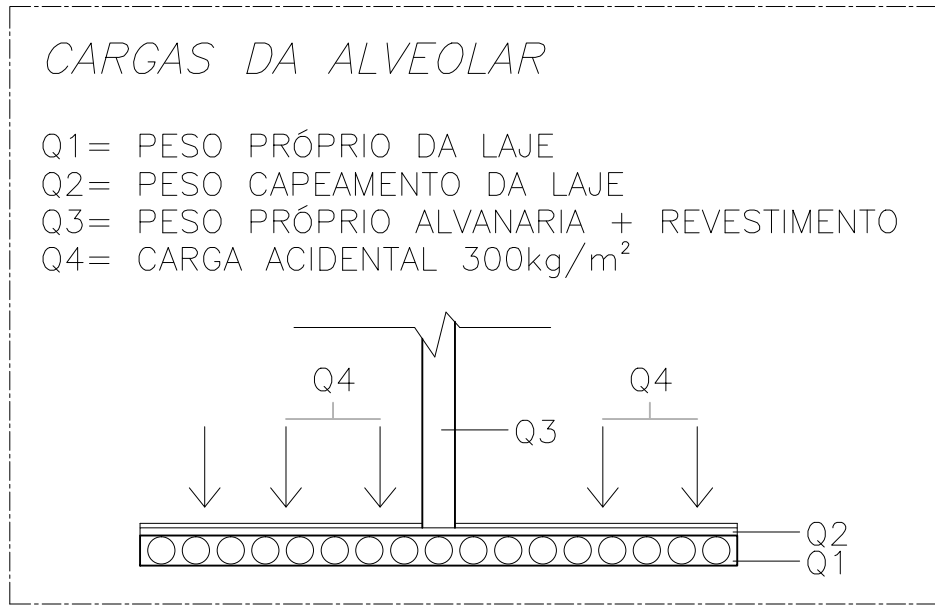 CARGAS DA ALVEOLAR
Q1= PESO PRÓPRIO DA LAJE
Q2= PESO CAPEAMENTO DA LAJE
Q3= PESO PRÓPRIO ALVANARIA + REVESTIMENTO
Q4= CARGA ACIDENTAL 300kg/m²
Q4
Q4
Q3
Q2
Q1